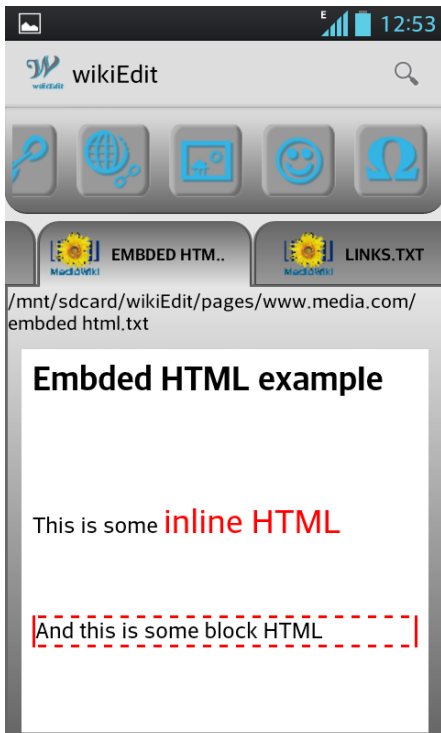 E
12:53
W
wikiEdit
wikiEdit
Ω
MediaWiki
EMBDED HTM..
MediaWiki
LINKS.TXT
/mnt/sdcard/wikiEdit/pages/www.media.com/
embded html.txt
Embded HTML example
This is some inline HTML
And this is some block HTML